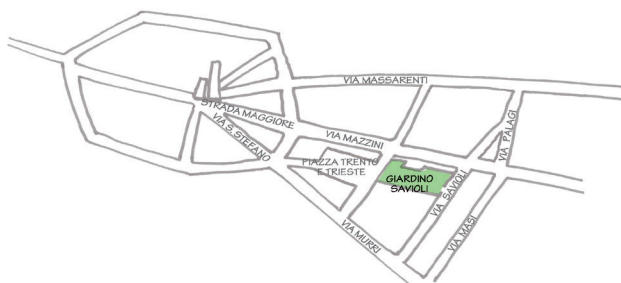 VIA MASSARENTI
STRADA MAGGIORE
VIA S. STEFANO
VIA MAZZINI
VIA PALAGI
PIAZZA TRENTO
E TRIESTE
GIARDINO
SAVIOLI
VIA SAVIOLI
VIA MASI
VIA MURRI